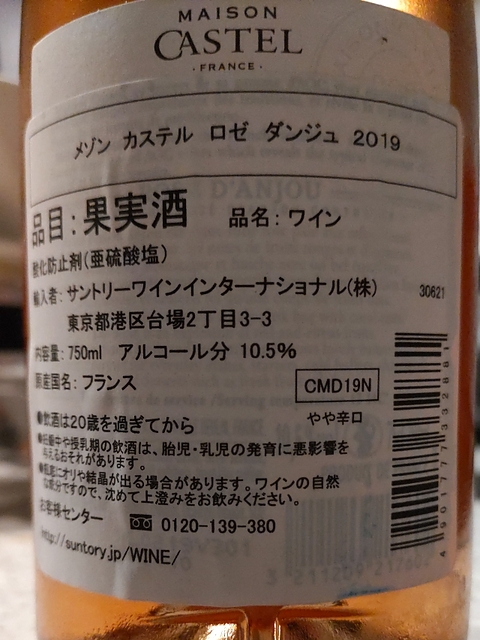 MAISON
CASTEL
· FRANCE ·
メゾン カステル ロゼ ダンジュ 2019
D'ANJOU
品目:果実酒 品名:ワイン
酸化防止剤(亜硫酸塩)
輸入者:サントリーワインインターナショナル(株) 30621
東京都港区台場2丁目3-3
内容量:750ml アルコール分 10.5%
原産国名:フランス
CMD19N
やや辛口
●飲酒は20歳を過ぎてから
●妊娠中や授乳期の飲酒は、胎児・乳児の発育に悪影響を
与えるおそれがあります。
●瓶底にオリや結晶が出る場合があります。ワインの自然
な成分ですので、沈めて上澄みをお飲みください。
お客様センター
0120-139-380
http://suntory.jp/WINE/
4 901777 332881